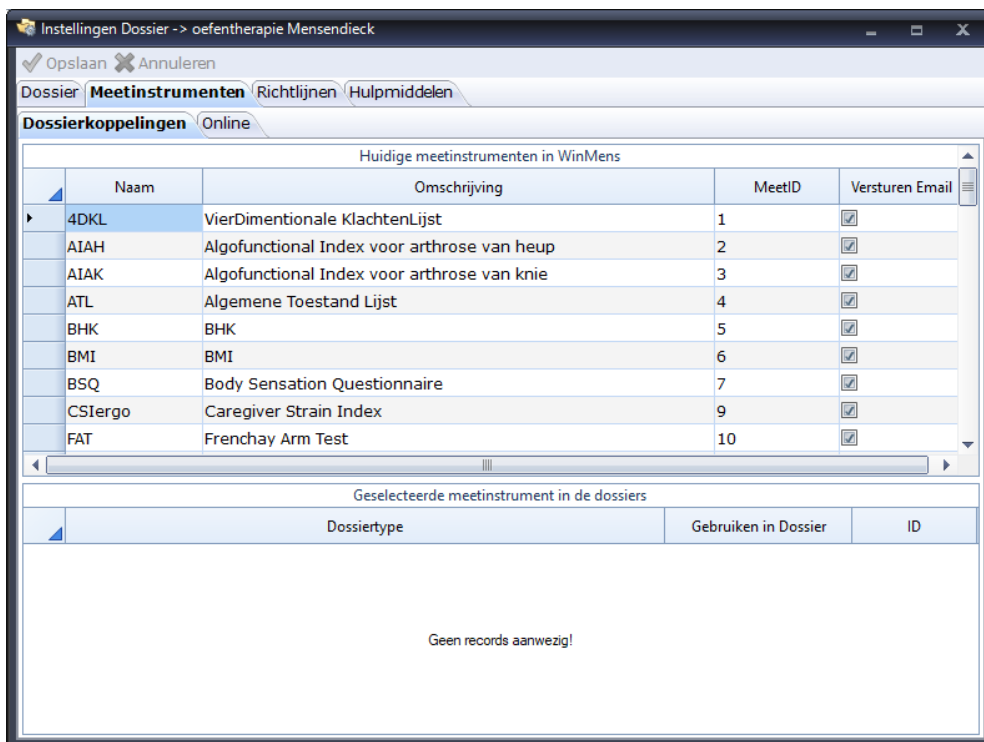 Instellingen Dossier -> oefentherapie Mensendieck
Opslaan Annuleren
Dossier Meetinstrumenten Richtlijnen Hulpmiddelen
Dossierkoppelingen Online
Huidige meetinstrumenten in WinMens
Naam Omschrijving MeetID Versturen Email
4DKL VierDimentionale KlachtenLijst 1
AIAH Algofunctional Index voor arthrose van heup 2
AIAK Algofunctional Index voor arthrose van knie 3
ATL Algemene Toestand Lijst 4
BHK BHK 5
BMI BMI 6
BSQ Body Sensation Questionnaire 7
CSIergo Caregiver Strain Index 9
FAT Frenchay Arm Test 10
Geselecteerde meetinstrument in de dossiers
Dossiertype Gebruiken in Dossier ID
Geen records aanwezig!